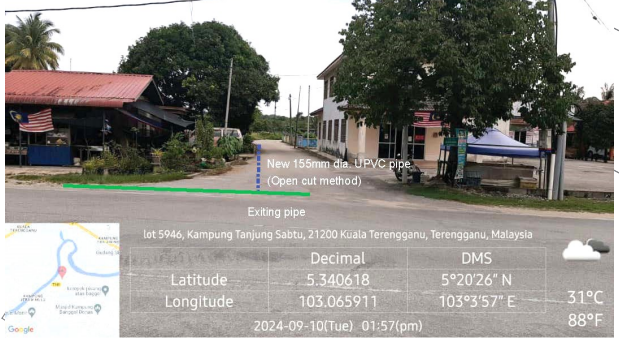 New 155mm dia. UPVC pipe
(Open cut method)
Exiting pipe
lot 5946, Kampung Tanjung Sabtu, 21200 Kuala Terengganu, Terengganu, Malaysia
Decimal DMS
Latitude 5.340618 5°20'26" N
Longitude 103.065911 103°3'57" E
31°C
88°F
2024-09-10(Tue) 01:57(pm)
Google